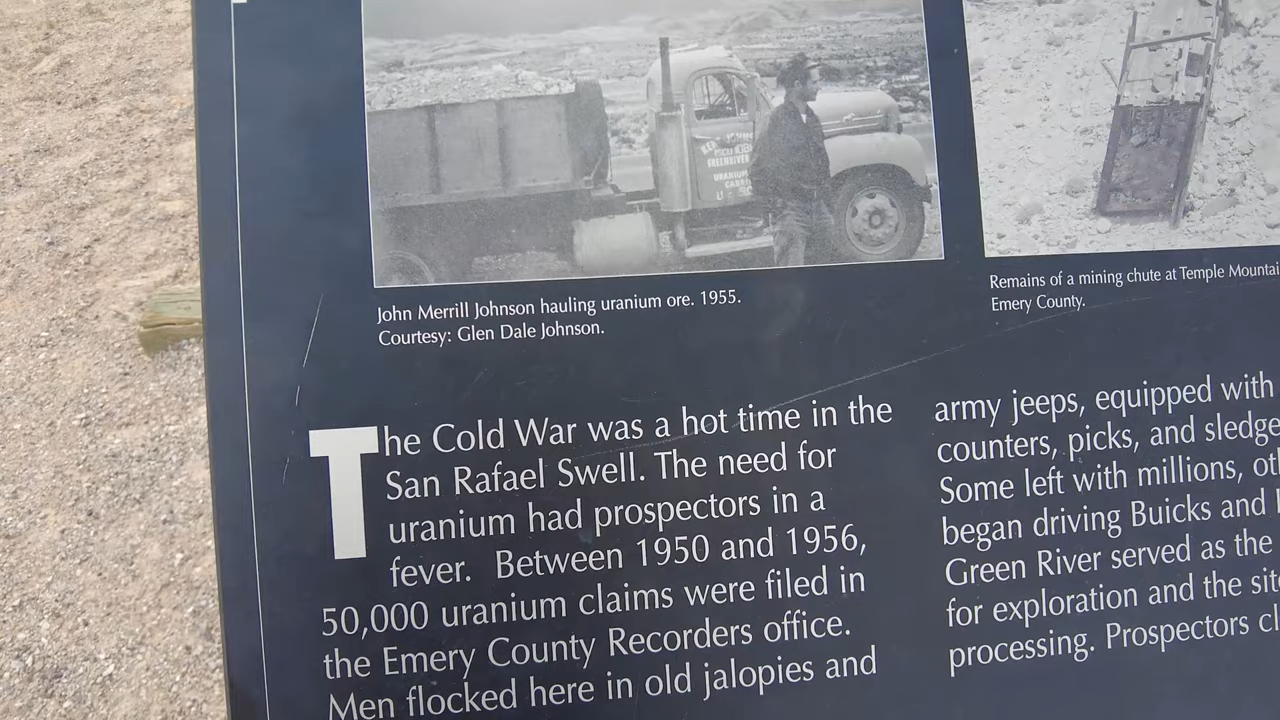 GREENRIVER
URANIUM
John Merrill Johnson hauling uranium ore. 1955.
Courtesy: Glen Dale Johnson.
Remains of a mining chute at Temple Mountai
Emery County.
The Cold War was a hot time in the
San Rafael Swell. The need for
uranium had prospectors in a
fever. Between 1950 and 1956,
50,000 uranium claims were filed in
the Emery County Recorders office.
Men flocked here in old jalopies and
army jeeps, equipped with
counters, picks, and sledge
Some left with millions, ot
began driving Buicks and
Green River served as the
for exploration and the sit
processing. Prospectors cl